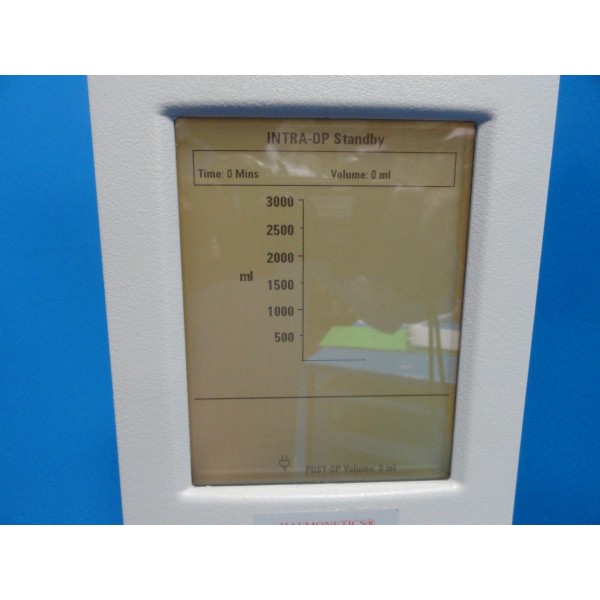 INTRA-OP Standby
Time: 0 Mins Volume: 0 ml
3000
2500
2000
ml
1500
1000
500
POST OP Volume: 0 ml
HAEMONETICS®